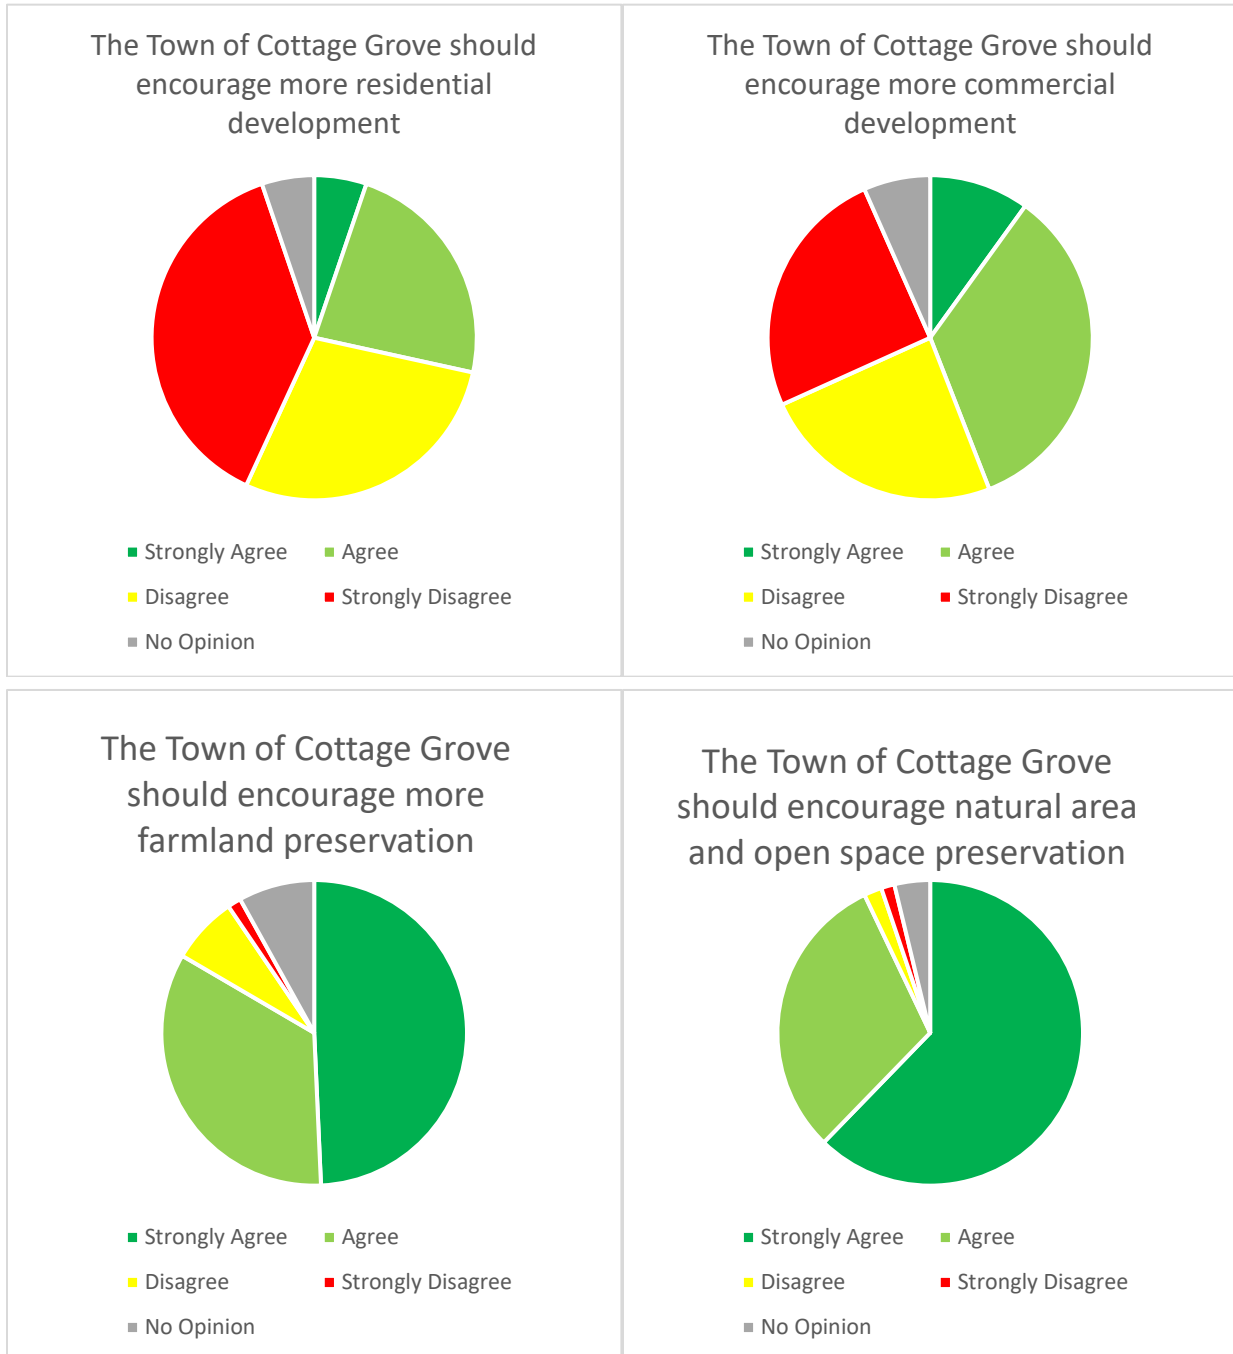 The Town of Cottage Grove should
encourage more residential
development
Strongly Agree
Agree
Disagree
Strongly Disagree
No Opinion
The Town of Cottage Grove should
encourage more commercial
development
Strongly Agree
Agree
Disagree
Strongly Disagree
No Opinion
The Town of Cottage Grove
should encourage more
farmland preservation
Strongly Agree
Agree
Disagree
Strongly Disagree
No Opinion
The Town of Cottage Grove
should encourage natural area
and open space preservation
Strongly Agree
Agree
Disagree
Strongly Disagree
No Opinion